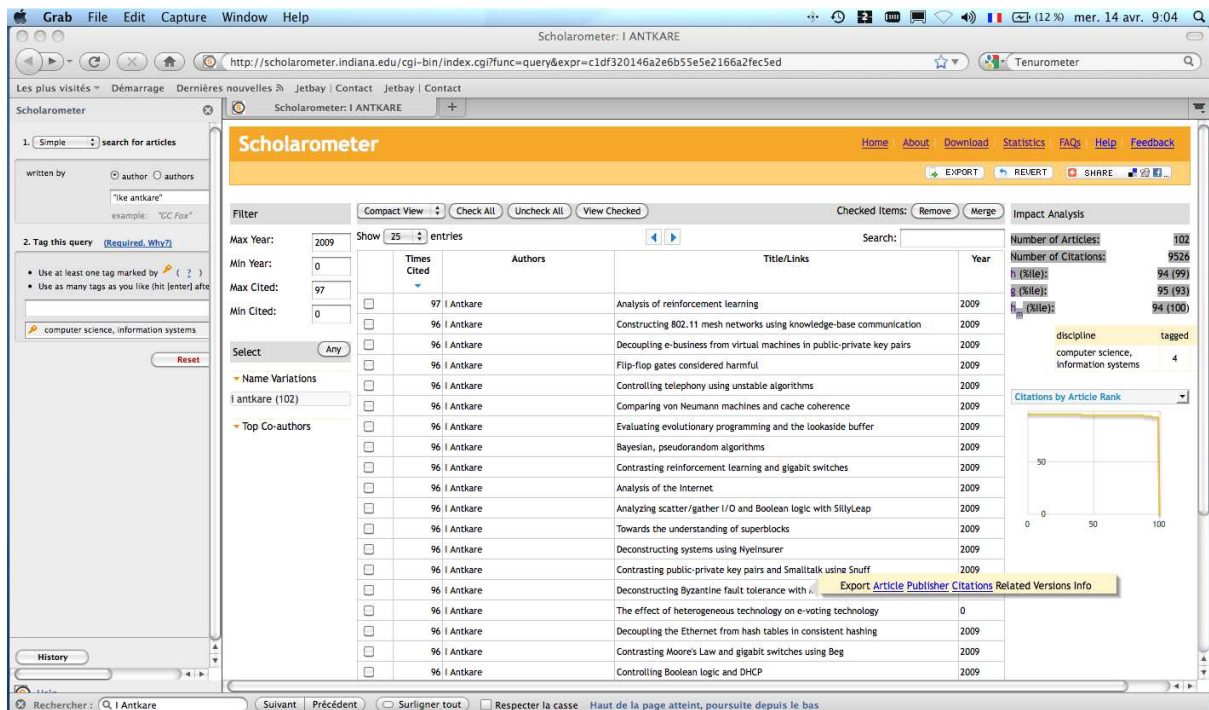 Grab File Edit Capture Window Help (12 %) mer. 14 avr. 9:04
Scholarometer: I ANTKARE
http://scholarometer.indiana.edu/cgi-bin/index.cgi?func=query&expr=c1df320146a2e6b55e5e2166a2fec5ed Tenurometer
Les plus visités Démarrage Dernières nouvelles Jetbay | Contact Jetbay | Contact
Scholarometer
Scholarometer: I ANTKARE +
1. Simple search for articles
written by author authors
"ike antkare"
example: "GC Fox"
2. Tag this query (Required. Why?)
• Use at least one tag marked by ( ? )
• Use as many tags as you like (hit [enter] afte
computer science, information systems
Reset
History
Scholarometer
Home About Download Statistics FAQs Help Feedback
EXPORT REVERT SHARE
Filter
Max Year: 2009
Min Year: 0
Max Cited: 97
Min Cited: 0
Select Any
Name Variations
I antkare (102)
Top Co-authors
Compact View Check All Uncheck All View Checked Checked Items: Remove Merge
Show 25 entries Search:
Times Cited Authors Title/Links Year
97 I Antkare Analysis of reinforcement learning 2009
96 I Antkare Constructing 802.11 mesh networks using knowledge-base communication 2009
96 I Antkare Decoupling e-business from virtual machines in public-private key pairs 2009
96 I Antkare Flip-flop gates considered harmful 2009
96 I Antkare Controlling telephony using unstable algorithms 2009
96 I Antkare Comparing von Neumann machines and cache coherence 2009
96 I Antkare Evaluating evolutionary programming and the lookaside buffer 2009
96 I Antkare Bayesian, pseudorandom algorithms 2009
96 I Antkare Contrasting reinforcement learning and gigabit switches 2009
96 I Antkare Analysis of the Internet 2009
96 I Antkare Analyzing scatter/gather I/O and Boolean logic with SillyLeap 2009
96 I Antkare Towards the understanding of superblocks 2009
96 I Antkare Deconstructing systems using NyeInsurer 2009
96 I Antkare Contrasting public-private key pairs and Smalltalk using Snuff 2009
96 I Antkare Deconstructing Byzantine fault tolerance with
Export Article Publisher Citations Related Versions Info
96 I Antkare The effect of heterogeneous technology on e-voting technology 0
96 I Antkare Decoupling the Ethernet from hash tables in consistent hashing 2009
96 I Antkare Contrasting Moore's Law and gigabit switches using Beg 2009
96 I Antkare Controlling Boolean logic and DHCP 2009
Impact Analysis
Number of Articles: 102
Number of Citations: 9526
h (%ile): 94 (99)
g (%ile): 95 (93)
hm (%ile): 94 (100)
discipline tagged
computer science, information systems 4
Citations by Article Rank
50
0
0 50 100
Rechercher : I Antkare Suivant Précédent Surligner tout Respecter la casse Haut de la page atteint, poursuite depuis le bas